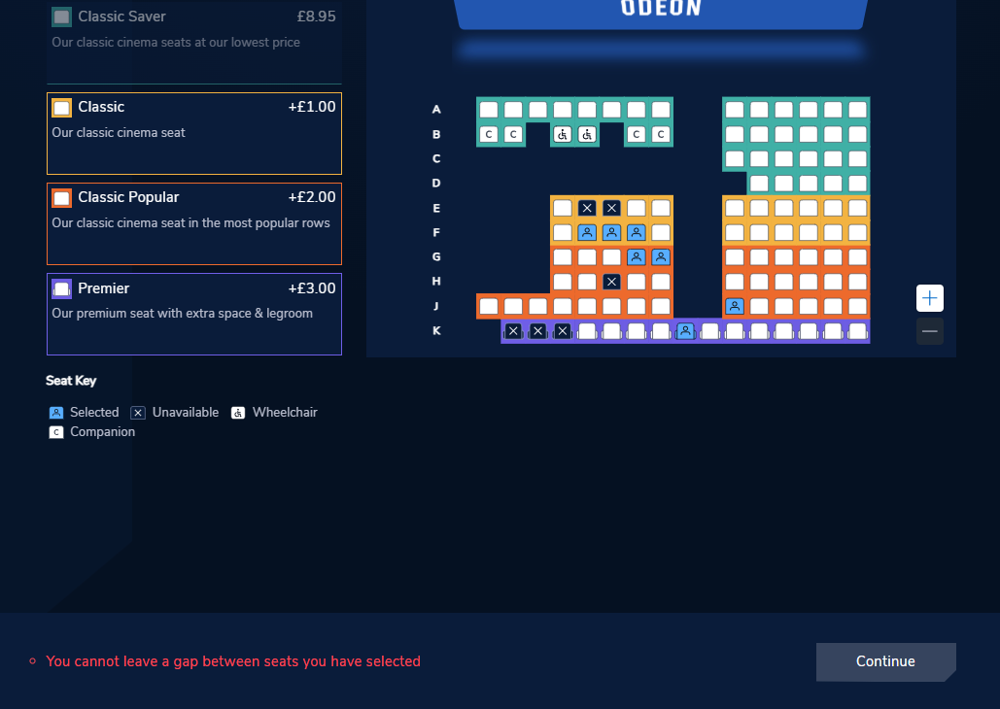 ODEON
Classic Saver £8.95
Our classic cinema seats at our lowest price
Classic +£1.00
Our classic cinema seat
Classic Popular +£2.00
Our classic cinema seat in the most popular rows
Premier +£3.00
Our premium seat with extra space & legroom
Seat Key
Selected Unavailable Wheelchair
C Companion
A
B C C C C
C
D
E
F
G
H
J
K
You cannot leave a gap between seats you have selected
Continue